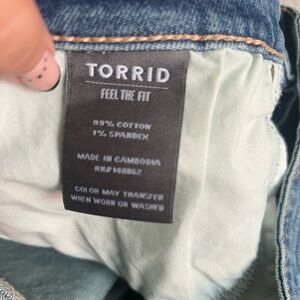 TORRID
FEEL THE FIT
99% COTTON
1% SPANDEX
MADE IN CAMBODIA
RN#148862
COLOR MAY TRANSFER
WHEN WORN OR WASHED